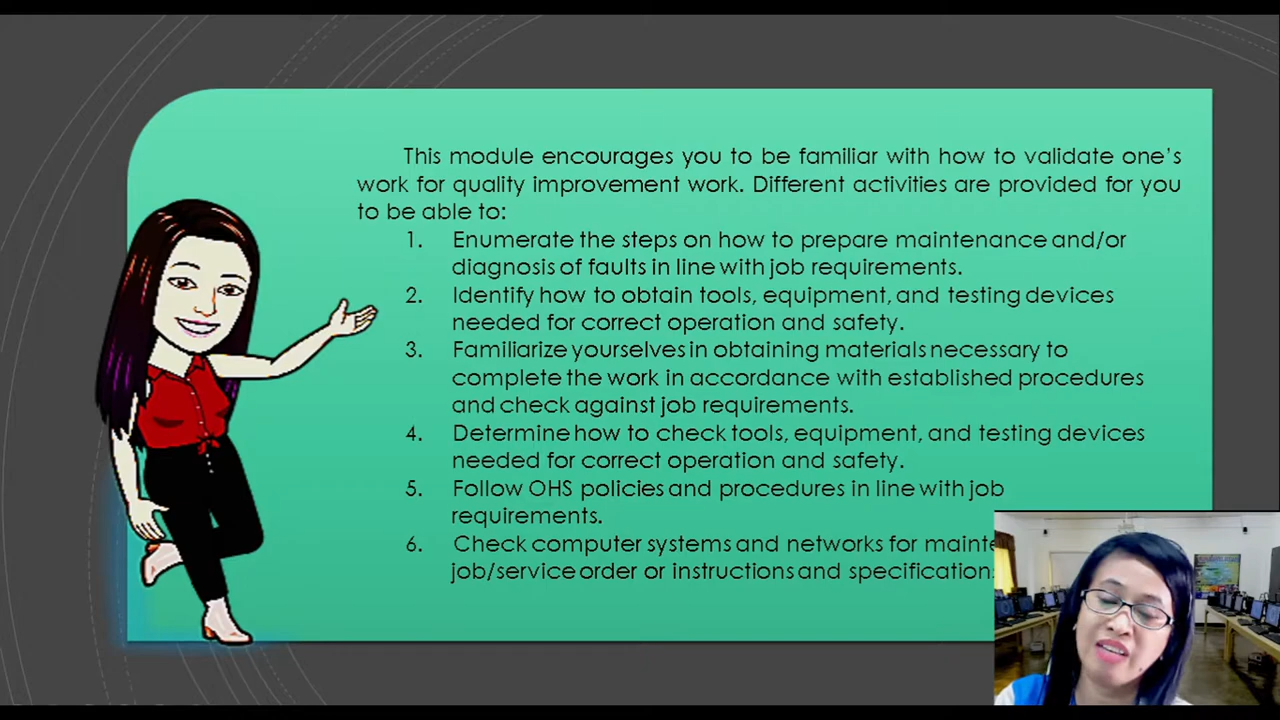 This module encourages you to be familiar with how to validate one's
work for quality improvement work. Different activities are provided for you
to be able to:
1. Enumerate the steps on how to prepare maintenance and/or
diagnosis of faults in line with job requirements.
2. Identify how to obtain tools, equipment, and testing devices
needed for correct operation and safety.
3. Familiarize yourselves in obtaining materials necessary to
complete the work in accordance with established procedures
and check against job requirements.
4. Determine how to check tools, equipment, and testing devices
needed for correct operation and safety.
5. Follow OHS policies and procedures in line with job
requirements.
6. Check computer systems and networks for
job/service order or instructions and